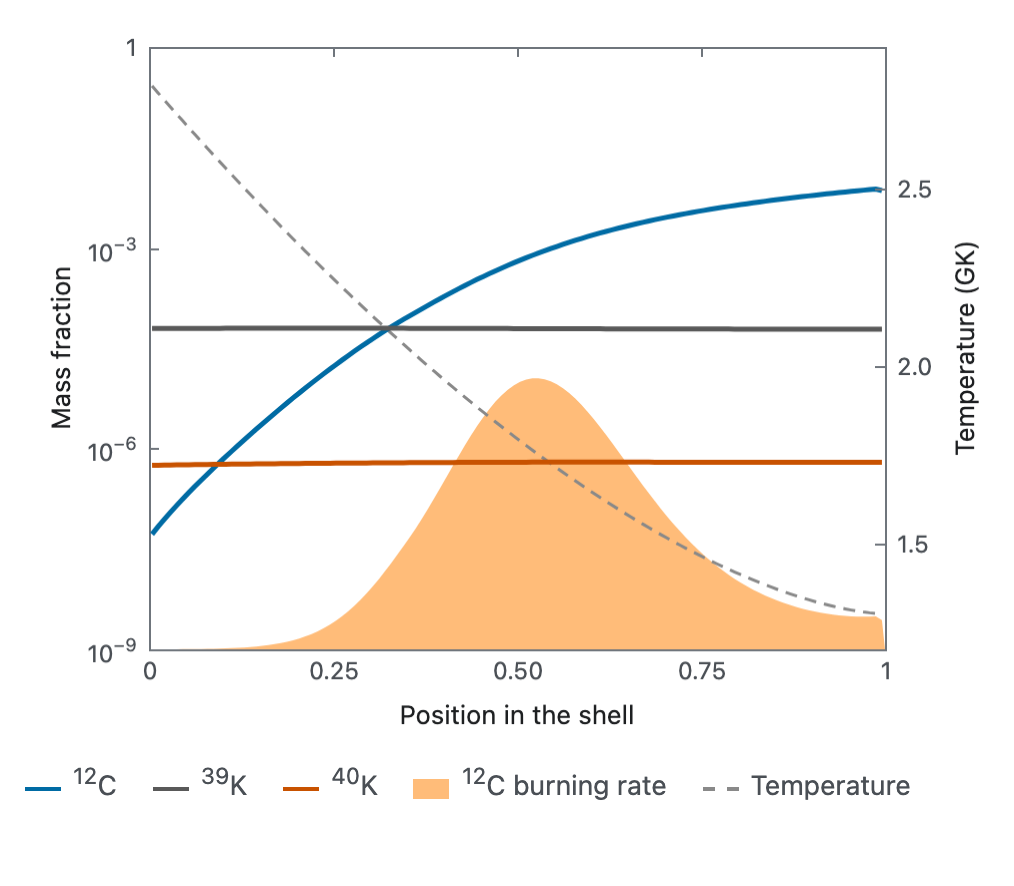 1
10⁻³
10⁻⁶
10⁻⁹
Mass fraction
2.5
2.0
1.5
Temperature (GK)
0 0.25 0.50 0.75 1
Position in the shell
¹²C ³⁹K ⁴⁰K ¹²C burning rate Temperature